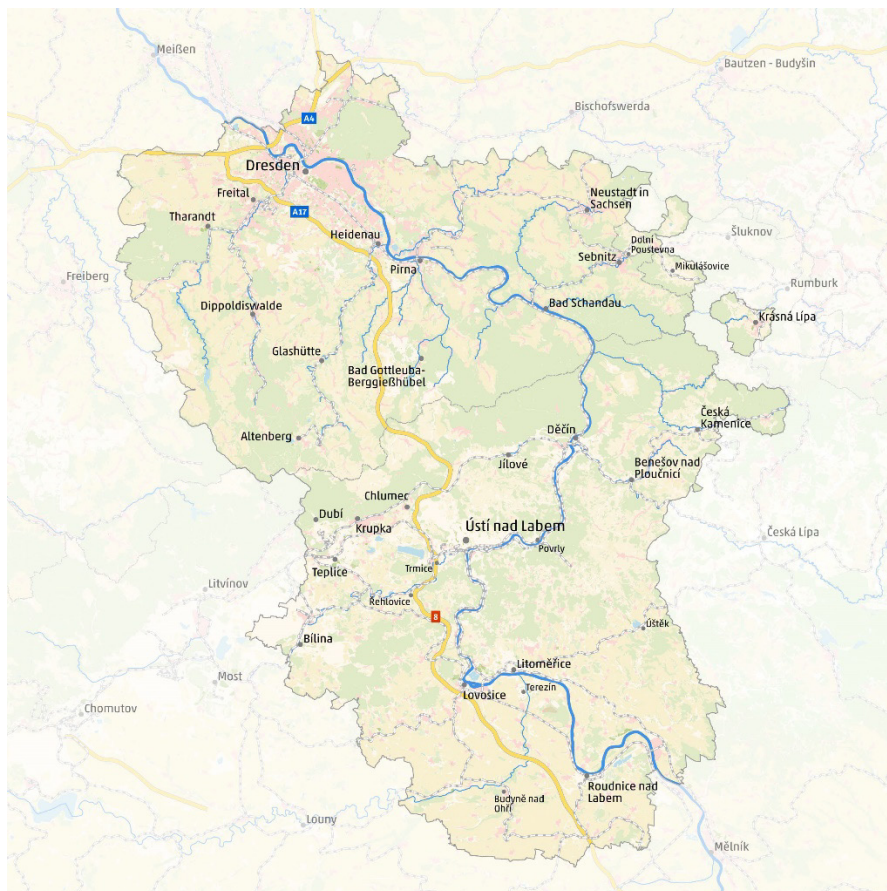 Meißen
Bautzen - Budyšin
Bischofswerda
A4
Dresden
Freital
Neustadt in
Sachsen
A17
Tharandt
Heidenau
Dolní
Poustevna
Šluknov
Sebnitz
Pirna
Mikulášovice
Freiberg
Rumburk
Dippoldiswalde
Bad Schandau
Krásná Lípa
Glashütte
Bad Gottleuba-
Berggießhübel
Česká
Kamenice
Altenberg
Děčín
Jílové
Benešov nad
Ploučnicí
Chlumec
Dubí
Krupka
Ústí nad Labem
Česká Lípa
Povrly
Trmice
Teplice
Litvínov
Řehlovice
8
Úštěk
Bílina
Litoměřice
Most
Lovosice
Terezín
Chomutov
Roudnice nad
Labem
Budyně nad
Ohří
Louny
Mělník